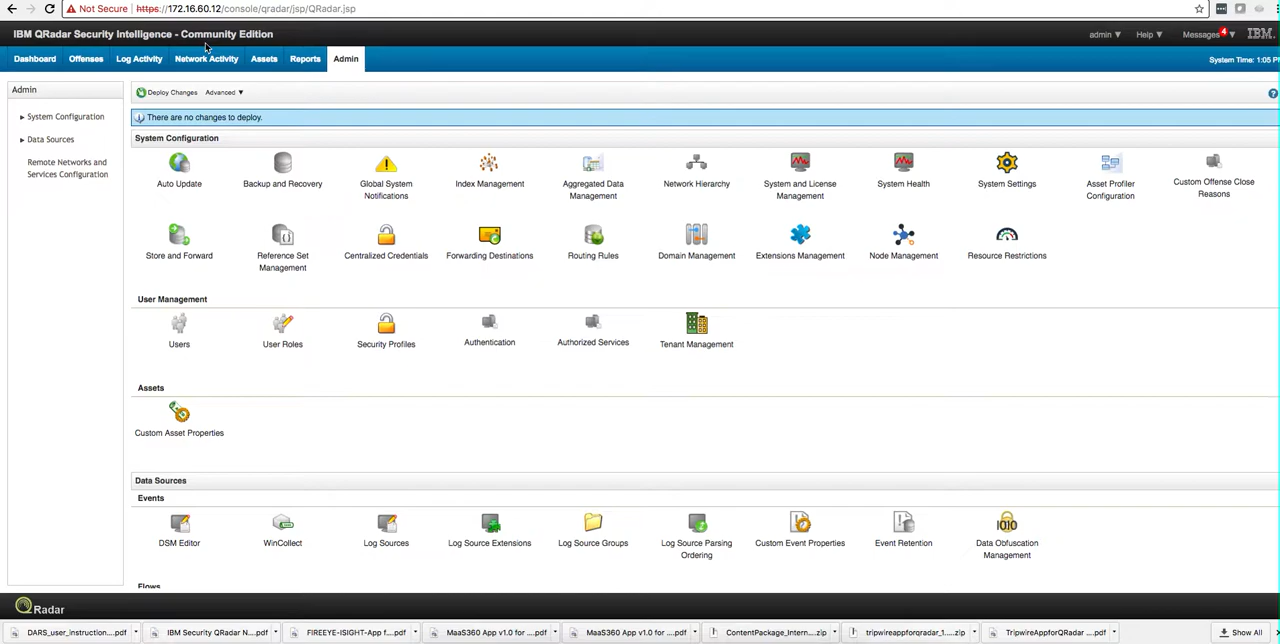 Not Secure https://172.16.60.12/console/qradar/jsp/QRadar.jsp
IBM QRadar Security Intelligence - Community Edition
admin ▼ Help ▼ Messages 4 ▼ IBM
Dashboard Offenses Log Activity Network Activity Assets Reports Admin
System Time: 1:05
Admin
System Configuration
Data Sources
Remote Networks and
Services Configuration
Deploy Changes Advanced ▼
There are no changes to deploy.
System Configuration
Auto Update
Backup and Recovery
Global System
Notifications
Index Management
Aggregated Data
Management
Network Hierarchy
System and License
Management
System Health
System Settings
Asset Profiler
Configuration
Custom Offense Close
Reasons
Store and Forward
Reference Set
Management
Centralized Credentials
Forwarding Destinations
Routing Rules
Domain Management
Extensions Management
Node Management
Resource Restrictions
User Management
Users
User Roles
Security Profiles
Authentication
Authorized Services
Tenant Management
Assets
Custom Asset Properties
Data Sources
Events
DSM Editor
WinCollect
Log Sources
Log Source Extensions
Log Source Groups
Log Source Parsing
Ordering
Custom Event Properties
Event Retention
Data Obfuscation
Management
Flows
QRadar
DARS_user_instruction....pdf
IBM Security QRadar N....pdf
FIREEYE-ISIGHT-App f....pdf
MaaS360 App v1.0 for ....pdf
MaaS360 App v1.0 for ....pdf
ContentPackage_Intern....zip
tripwireappforqradar_1....zip
TripwireAppforQRadar ....pdf
Show All